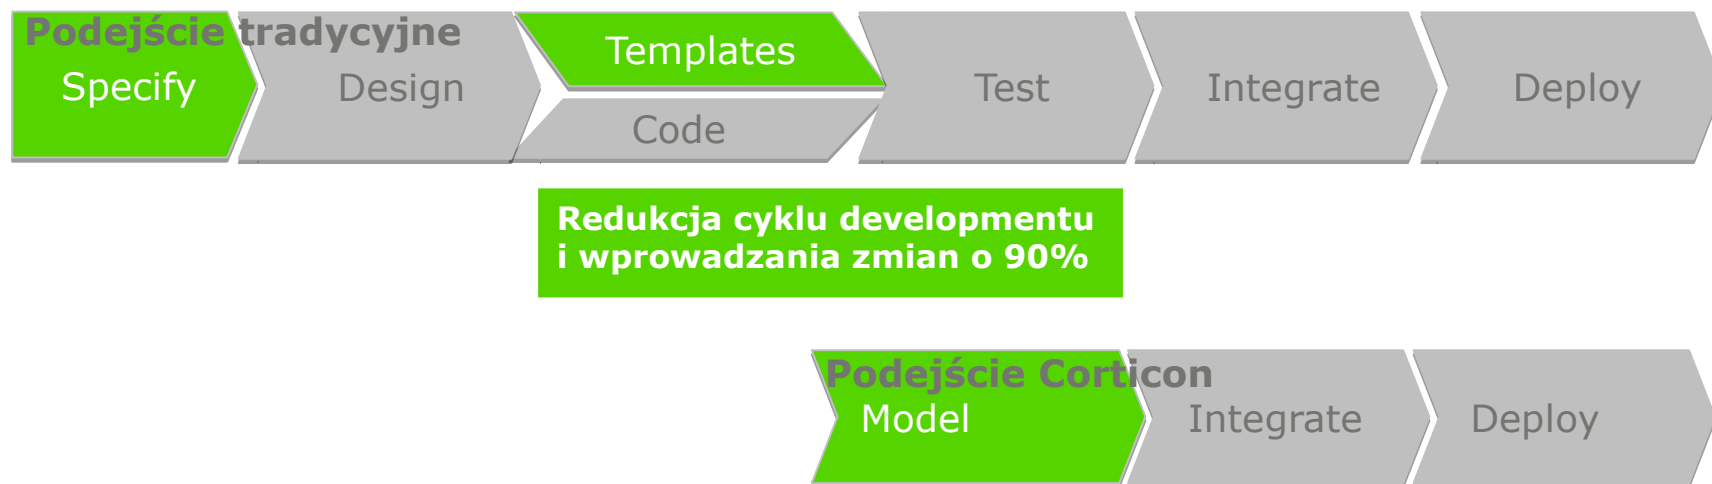 Podejście tradycyjne
Specify
Design
Templates
Code
Test
Integrate
Deploy
Redukcja cyklu developmentu
i wprowadzania zmian o 90%
Podejście Corticon
Model
Integrate
Deploy